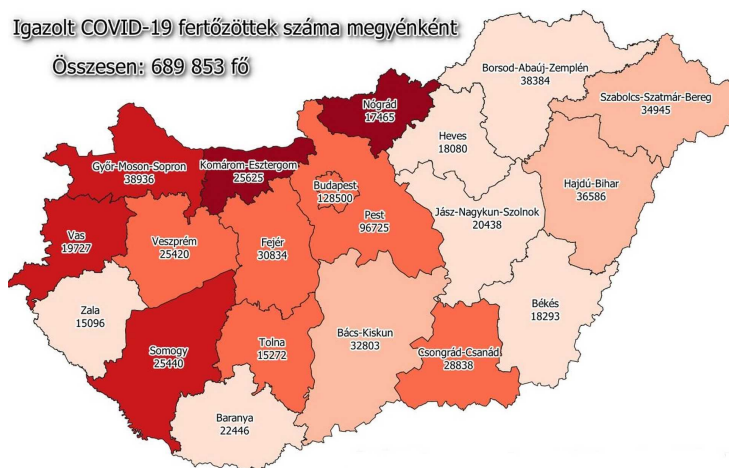 Igazolt COVID-19 fertőzöttek száma megyénként
Összesen: 689 853 fő
Borsod-Abaúj-Zemplén
38384
Szabolcs-Szatmár-Bereg
34945
Nógrád
17465
Heves
18080
Győr-Moson-Sopron
38936
Komárom-Esztergom
25625
Budapest
128500
Hajdú-Bihar
36586
Jász-Nagykun-Szolnok
20438
Pest
96725
Vas
19727
Veszprém
25420
Fejér
30834
Zala
15096
Békés
18293
Bács-Kiskun
32803
Tolna
15272
Somogy
25440
Csongrád-Csanád
28838
Baranya
22446